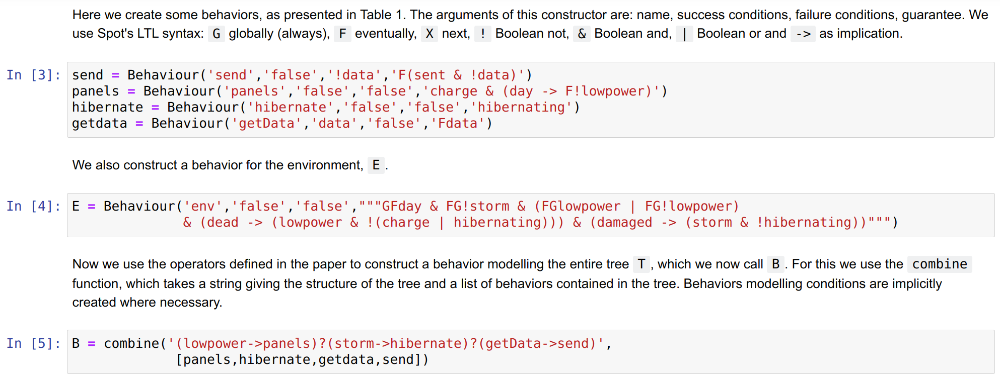 Here we create some behaviors, as presented in Table 1. The arguments of this constructor are: name, success conditions, failure conditions, guarantee. We
use Spot's LTL syntax: G globally (always), F eventually, X next, ! Boolean not, & Boolean and, | Boolean or and -> as implication.
In [3]: send = Behaviour('send','false','!data','F(sent & !data)')
panels = Behaviour('panels','false','false','charge & (day -> F!lowpower)')
hibernate = Behaviour('hibernate','false','false','hibernating')
getdata = Behaviour('getData','data','false','Fdata')
We also construct a behavior for the environment, E .
In [4]: E = Behaviour('env','false','false',"""GFday & FG!storm & (FGlowpower | FG!lowpower)
& (dead -> (lowpower & !(charge | hibernating))) & (damaged -> (storm & !hibernating))""")
Now we use the operators defined in the paper to construct a behavior modelling the entire tree T , which we now call B . For this we use the combine
function, which takes a string giving the structure of the tree and a list of behaviors contained in the tree. Behaviors modelling conditions are implicitly
created where necessary.
In [5]: B = combine('(lowpower->panels)?(storm->hibernate)?(getData->send)',
[panels,hibernate,getdata,send])